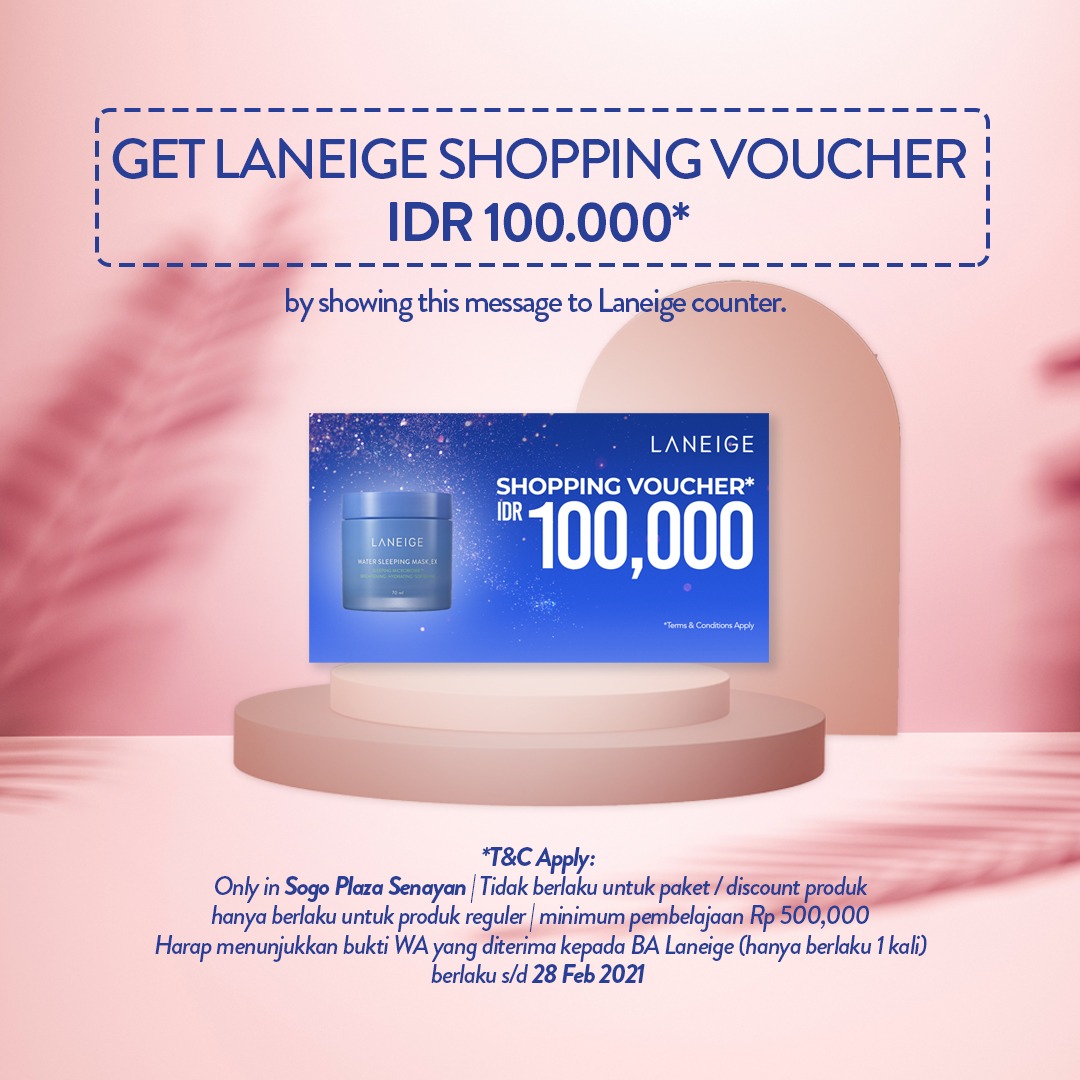 GET LANEIGE SHOPPING VOUCHER
IDR 100.000*
by showing this message to Laneige counter.
LANEIGE
SHOPPING VOUCHER*
IDR 100,000
LANEIGE
WATER SLEEPING MASK_EX
70 ml
*Terms & Conditions Apply
*T&C Apply:
Only in Sogo Plaza Senayan | Tidak berlaku untuk paket / discount produk
hanya berlaku untuk produk reguler | minimum pembelajaan Rp 500,000
Harap menunjukkan bukti WA yang diterima kepada BA Laneige (hanya berlaku 1 kali)
berlaku s/d 28 Feb 2021